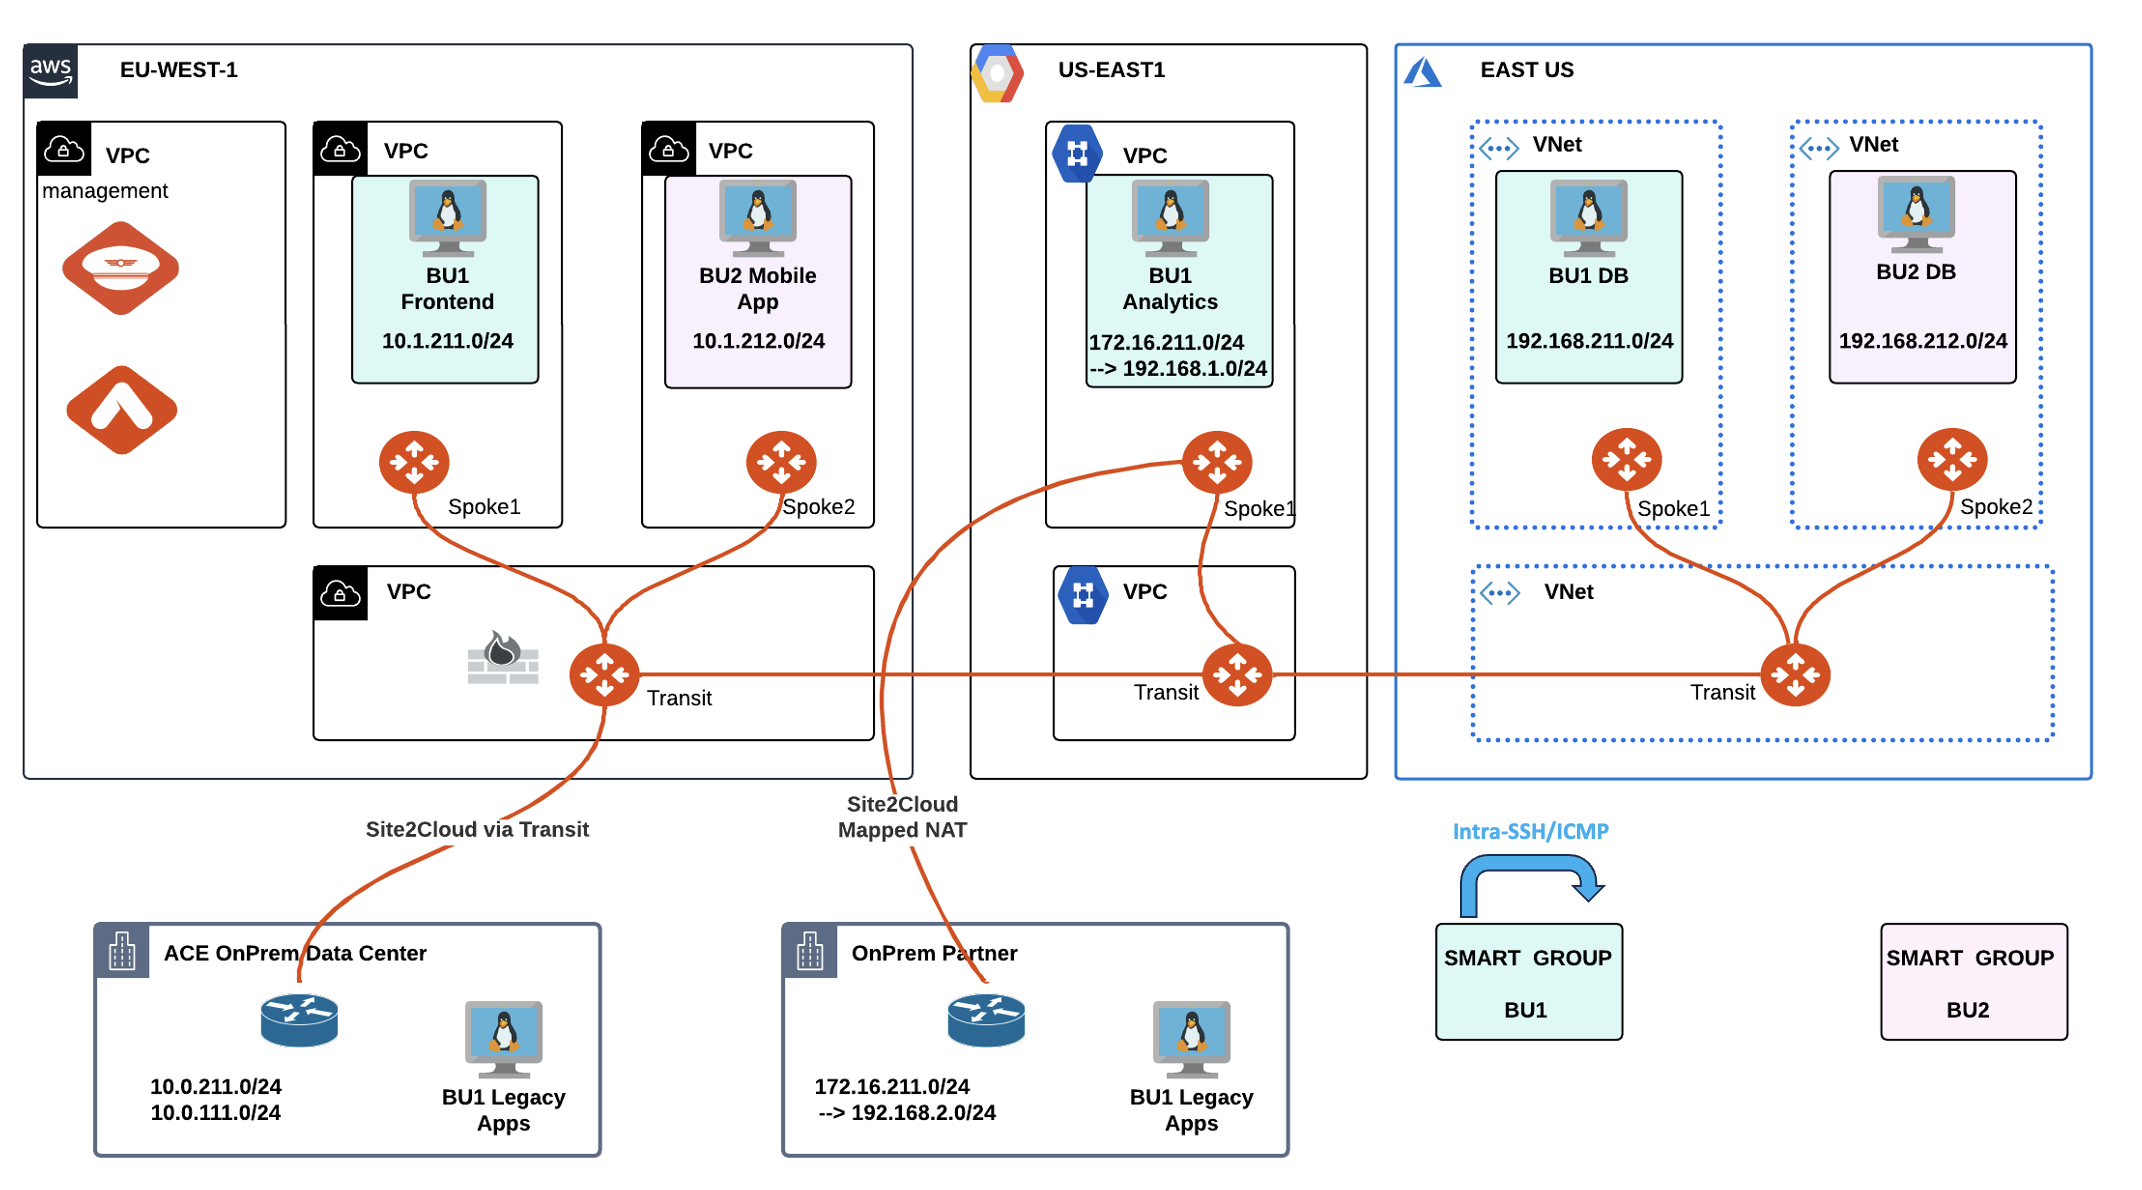 aws
EU-WEST-1
VPC
management
VPC
BU1
Frontend
10.1.211.0/24
Spoke1
VPC
BU2 Mobile
App
10.1.212.0/24
Spoke2
VPC
Transit
US-EAST1
VPC
BU1
Analytics
172.16.211.0/24
--> 192.168.1.0/24
Spoke1
VPC
Transit
EAST US
VNet
BU1 DB
192.168.211.0/24
Spoke1
VNet
BU2 DB
192.168.212.0/24
Spoke2
VNet
Transit
Site2Cloud via Transit
Site2Cloud
Mapped NAT
ACE OnPrem Data Center
10.0.211.0/24
10.0.111.0/24
BU1 Legacy
Apps
OnPrem Partner
172.16.211.0/24
--> 192.168.2.0/24
BU1 Legacy
Apps
Intra-SSH/ICMP
SMART GROUP
BU1
SMART GROUP
BU2